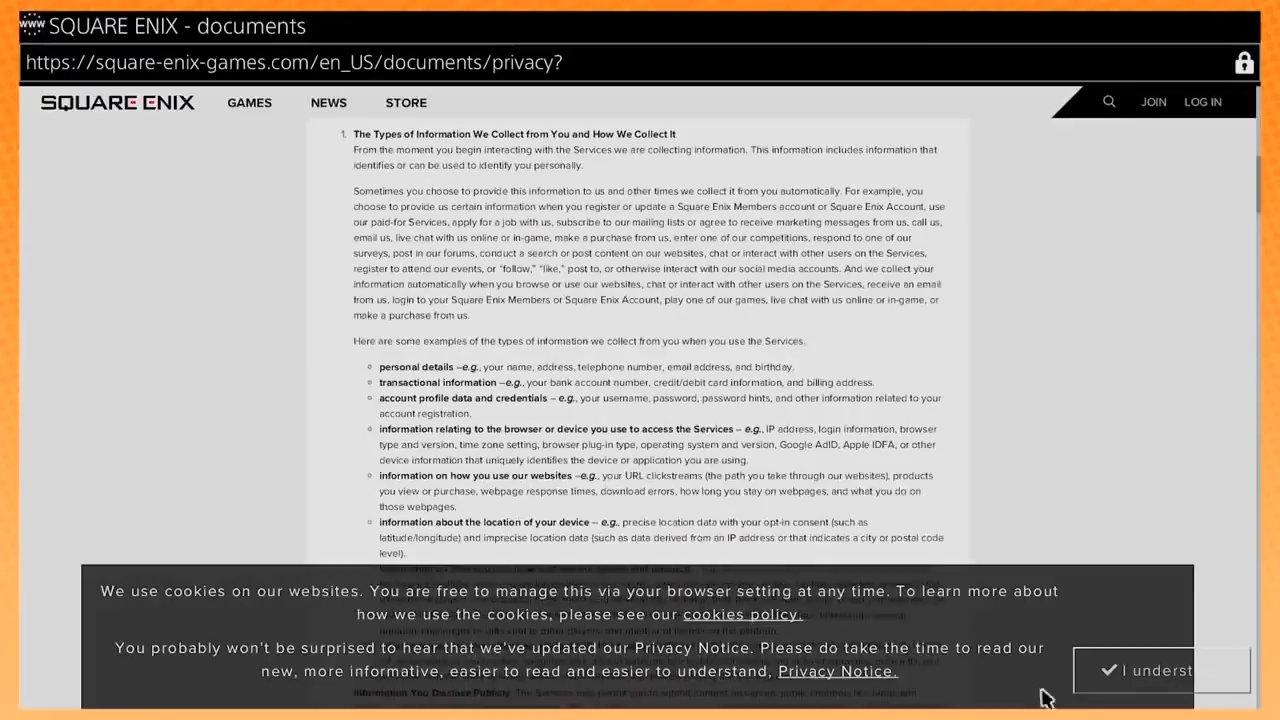 www SQUARE ENIX - documents
https://square-enix-games.com/en_US/documents/privacy?
SQUARE ENIX GAMES NEWS STORE JOIN LOG IN
1. The Types of Information We Collect from You and How We Collect It
From the moment you begin interacting with the Services we are collecting information. This information includes information that
identifies or can be used to identify you personally.
Sometimes you choose to provide this information to us and other times we collect it from you automatically. For example, you
choose to provide us certain information when you register or update a Square Enix Members account or Square Enix Account, use
our paid-for Services, apply for a job with us, subscribe to our mailing lists or agree to receive marketing messages from us, call us,
email us, live chat with us online or in-game, make a purchase from us, enter one of our competitions, respond to one of our
surveys, post in our forums, conduct a search or post content on our websites, chat or interact with other users on the Services,
register to attend our events, or "follow," "like," post to, or otherwise interact with our social media accounts. And we collect your
information automatically when you browse or use our websites, chat or interact with other users on the Services, receive an email
from us, login to your Square Enix Members or Square Enix Account, play one of our games, live chat with us online or in-game, or
make a purchase from us.
Here are some examples of the types of information we collect from you when you use the Services.
personal details –e.g., your name, address, telephone number, email address, and birthday.
transactional information –e.g., your bank account number, credit/debit card information, and billing address.
account profile data and credentials – e.g., your username, password, password hints, and other information related to your
account registration.
information relating to the browser or device you use to access the Services – e.g., IP address, login information, browser
type and version, time zone setting, browser plug-in type, operating system and version, Google AdID, Apple IDFA, or other
device information that uniquely identifies the device or application you are using.
information on how you use our websites –e.g., your URL clickstreams (the path you take through our websites), products
you view or purchase, webpage response times, download errors, how long you stay on webpages, and what you do on
those webpages.
information about the location of your device – e.g., precise location data with your opt-in consent (such as
latitude/longitude) and imprecise location data (such as data derived from an IP address or that indicates a city or postal code
level).
We use cookies on our websites. You are free to manage this via your browser setting at any time. To learn more about
how we use the cookies, please see our cookies policy.
You probably won't be surprised to hear that we've updated our Privacy Notice. Please do take the time to read our
new, more informative, easier to read and easier to understand, Privacy Notice.
I underst
Information You Disclose Publicly